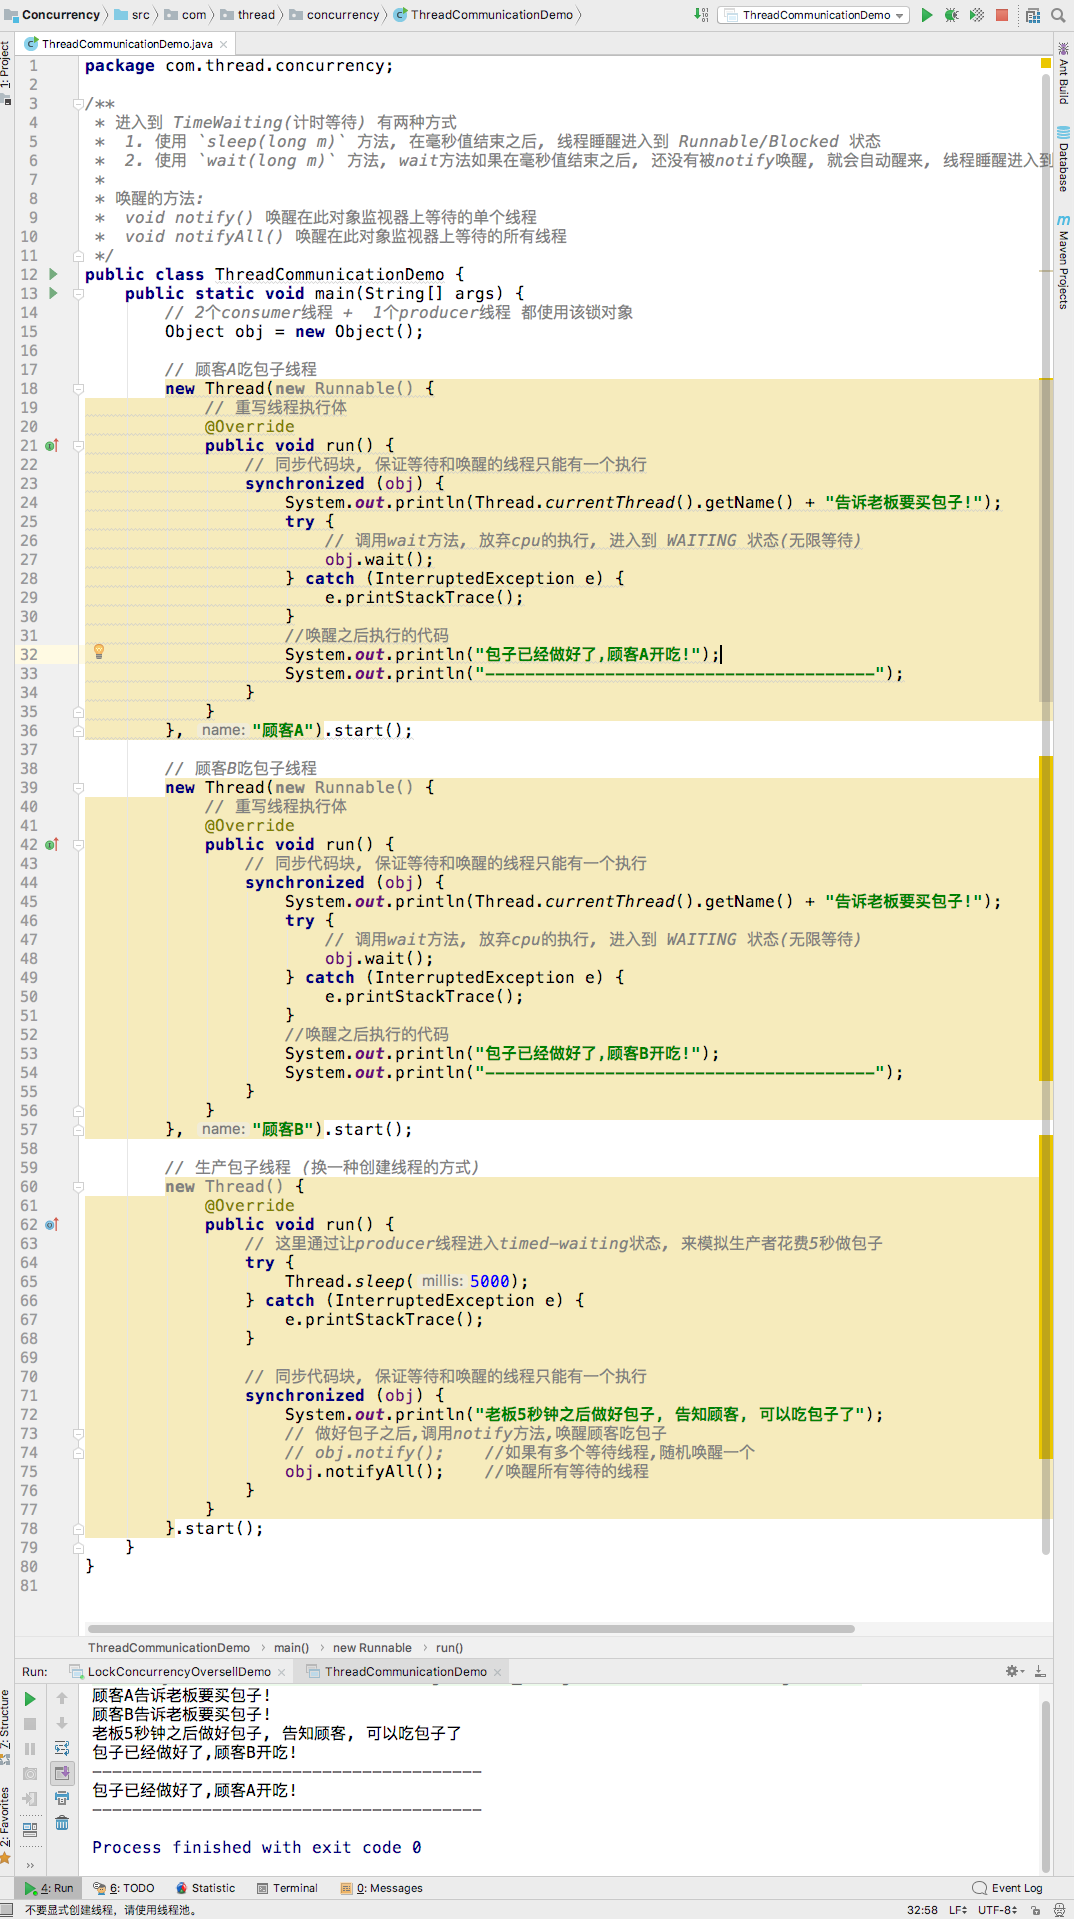 Concurrency src com thread concurrency ThreadCommunicationDemo ThreadCommunicationDemo
ThreadCommunicationDemo.java
1: Project
Ant Build
Database
m Maven Projects
1 package com.thread.concurrency;
2
3 /**
4 * 进入到 TimeWaiting(计时等待) 有两种方式
5 * 1. 使用 `sleep(long m)` 方法, 在毫秒值结束之后, 线程睡醒进入到 Runnable/Blocked 状态
6 * 2. 使用 `wait(long m)` 方法, wait方法如果在毫秒值结束之后, 还没有被notify唤醒, 就会自动醒来, 线程睡醒进入到
7 *
8 * 唤醒的方法:
9 * void notify() 唤醒在此对象监视器上等待的单个线程
10 * void notifyAll() 唤醒在此对象监视器上等待的所有线程
11 */
12 public class ThreadCommunicationDemo {
13 public static void main(String[] args) {
14 // 2个consumer线程 + 1个producer线程 都使用该锁对象
15 Object obj = new Object();
16
17 // 顾客A吃包子线程
18 new Thread(new Runnable() {
19 // 重写线程执行体
20 @Override
21 public void run() {
22 // 同步代码块, 保证等待和唤醒的线程只能有一个执行
23 synchronized (obj) {
24 System.out.println(Thread.currentThread().getName() + "告诉老板要买包子!");
25 try {
26 // 调用wait方法, 放弃cpu的执行, 进入到 WAITING 状态(无限等待)
27 obj.wait();
28 } catch (InterruptedException e) {
29 e.printStackTrace();
30 }
31 //唤醒之后执行的代码
32 System.out.println("包子已经做好了,顾客A开吃!");
33 System.out.println("---------------------------------------");
34 }
35 }
36 }, name: "顾客A").start();
37
38 // 顾客B吃包子线程
39 new Thread(new Runnable() {
40 // 重写线程执行体
41 @Override
42 public void run() {
43 // 同步代码块, 保证等待和唤醒的线程只能有一个执行
44 synchronized (obj) {
45 System.out.println(Thread.currentThread().getName() + "告诉老板要买包子!");
46 try {
47 // 调用wait方法, 放弃cpu的执行, 进入到 WAITING 状态(无限等待)
48 obj.wait();
49 } catch (InterruptedException e) {
50 e.printStackTrace();
51 }
52 //唤醒之后执行的代码
53 System.out.println("包子已经做好了,顾客B开吃!");
54 System.out.println("---------------------------------------");
55 }
56 }
57 }, name: "顾客B").start();
58
59 // 生产包子线程 (换一种创建线程的方式)
60 new Thread() {
61 @Override
62 public void run() {
63 // 这里通过让producer线程进入timed-waiting状态, 来模拟生产者花费5秒做包子
64 try {
65 Thread.sleep( millis: 5000);
66 } catch (InterruptedException e) {
67 e.printStackTrace();
68 }
69
70 // 同步代码块, 保证等待和唤醒的线程只能有一个执行
71 synchronized (obj) {
72 System.out.println("老板5秒钟之后做好包子, 告知顾客, 可以吃包子了");
73 // 做好包子之后,调用notify方法,唤醒顾客吃包子
74 // obj.notify(); //如果有多个等待线程,随机唤醒一个
75 obj.notifyAll(); //唤醒所有等待的线程
76 }
77 }
78 }.start();
79 }
80 }
81
ThreadCommunicationDemo › main() › new Runnable › run()
Run: LockConcurrencyOversellDemo ThreadCommunicationDemo
顾客A告诉老板要买包子!
顾客B告诉老板要买包子!
老板5秒钟之后做好包子, 告知顾客, 可以吃包子了
包子已经做好了,顾客B开吃!
---------------------------------------
包子已经做好了,顾客A开吃!
---------------------------------------
Process finished with exit code 0
Z: Structure
2: Favorites
4: Run 6: TODO Statistic Terminal 0: Messages Event Log
不要显式创建线程, 请使用线程池。 32:58 LF UTF-8